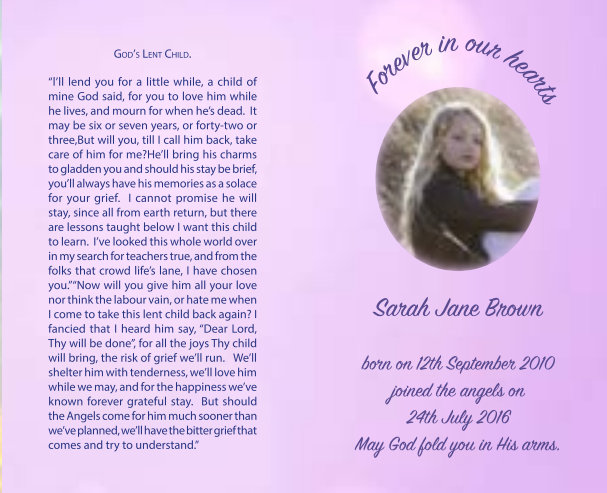 God's Lent Child.
“I'll lend you for a little while, a child of
mine God said, for you to love him while
he lives, and mourn for when he's dead. It
may be six or seven years, or forty-two or
three,But will you, till I call him back, take
care of him for me?He'll bring his charms
to gladden you and should his stay be brief,
you'll always have his memories as a solace
for your grief. I cannot promise he will
stay, since all from earth return, but there
are lessons taught below I want this child
to learn. I've looked this whole world over
in my search for teachers true, and from the
folks that crowd life's lane, I have chosen
you.”“Now will you give him all your love
nor think the labour vain, or hate me when
I come to take this lent child back again? I
fancied that I heard him say, “Dear Lord,
Thy will be done”, for all the joys Thy child
will bring, the risk of grief we'll run. We'll
shelter him with tenderness, we'll love him
while we may, and for the happiness we've
known forever grateful stay. But should
the Angels come for him much sooner than
we've planned, we'll have the bitter grief that
comes and try to understand.”
Forever in our hearts
Sarah Jane Brown
born on 12th September 2010
joined the angels on
24th July 2016
May God fold you in His arms.